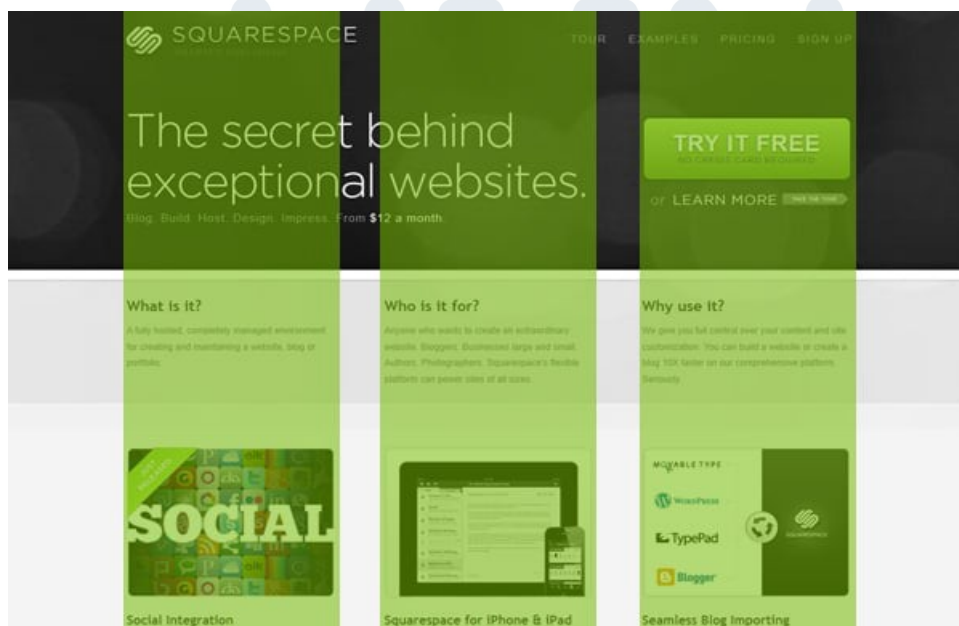 SQUARESPACE
TOUR EXAMPLES PRICING SIGN UP
The secret behind
exceptional websites.
Blog. Build. Host. Design. Impress. From $12 a month.
TRY IT FREE
NO CREDIT CARD REQUIRED
or LEARN MORE TAKE THE TOUR
What is it?
A fully hosted, completely managed environment
for creating and maintaining a website, blog or
portfolio.
Who is it for?
Anyone who wants to create an extraordinary
website. Bloggers. Businesses large and small.
Authors. Photographers. Squarespace's flexible
platform can power sites of all sizes.
Why use it?
We give you full control over your content and site
customization. You can build a website or create a
blog 10X faster on our comprehensive platform.
Seriously.
JUST RELEASED
SOCIAL
MOVABLE TYPE
WordPress
TypePad
Blogger
SQUARESPACE
Social Integration
Squarespace for iPhone & iPad
Seamless Blog Importing